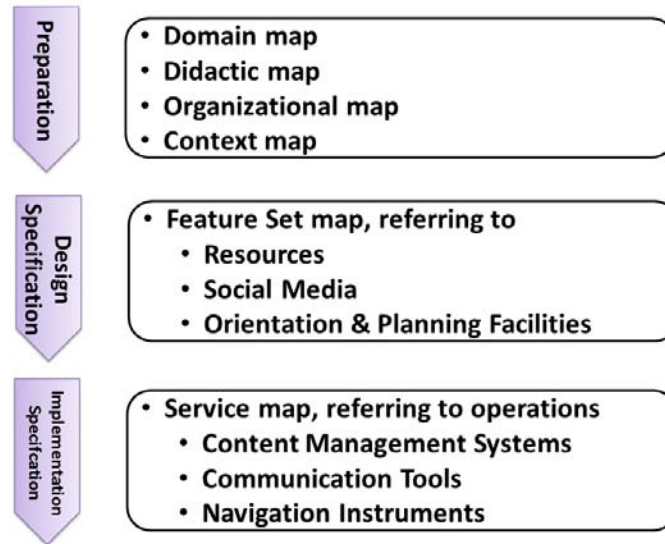 Preparation
• Domain map
• Didactic map
• Organizational map
• Context map
Design
Specification
• Feature Set map, referring to
• Resources
• Social Media
• Orientation & Planning Facilities
Implementation
Specifcation
• Service map, referring to operations
• Content Management Systems
• Communication Tools
• Navigation Instruments